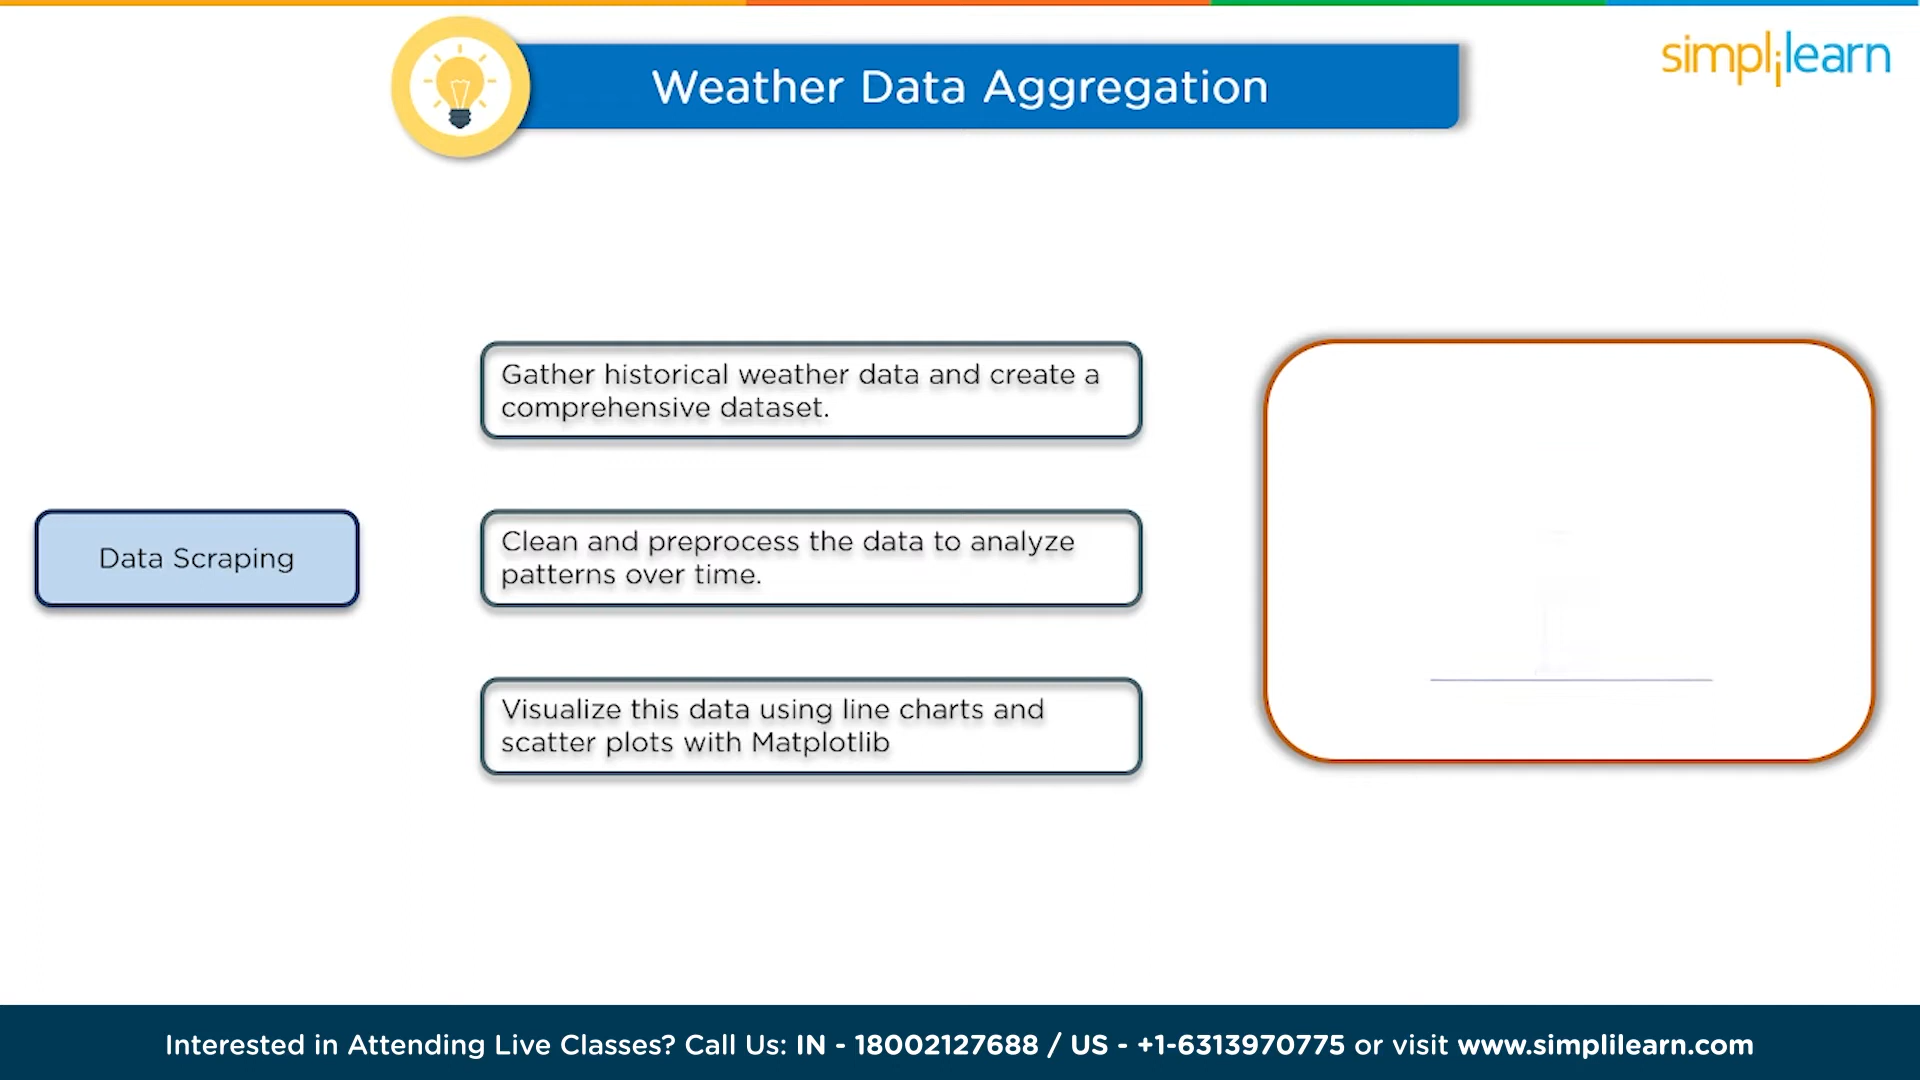 Weather Data Aggregation
simplilearn
Gather historical weather data and create a
comprehensive dataset.
Data Scraping
Clean and preprocess the data to analyze
patterns over time.
Visualize this data using line charts and
scatter plots with Matplotlib
Interested in Attending Live Classes? Call Us: IN - 18002127688 / US - +1-6313970775 or visit www.simplilearn.com